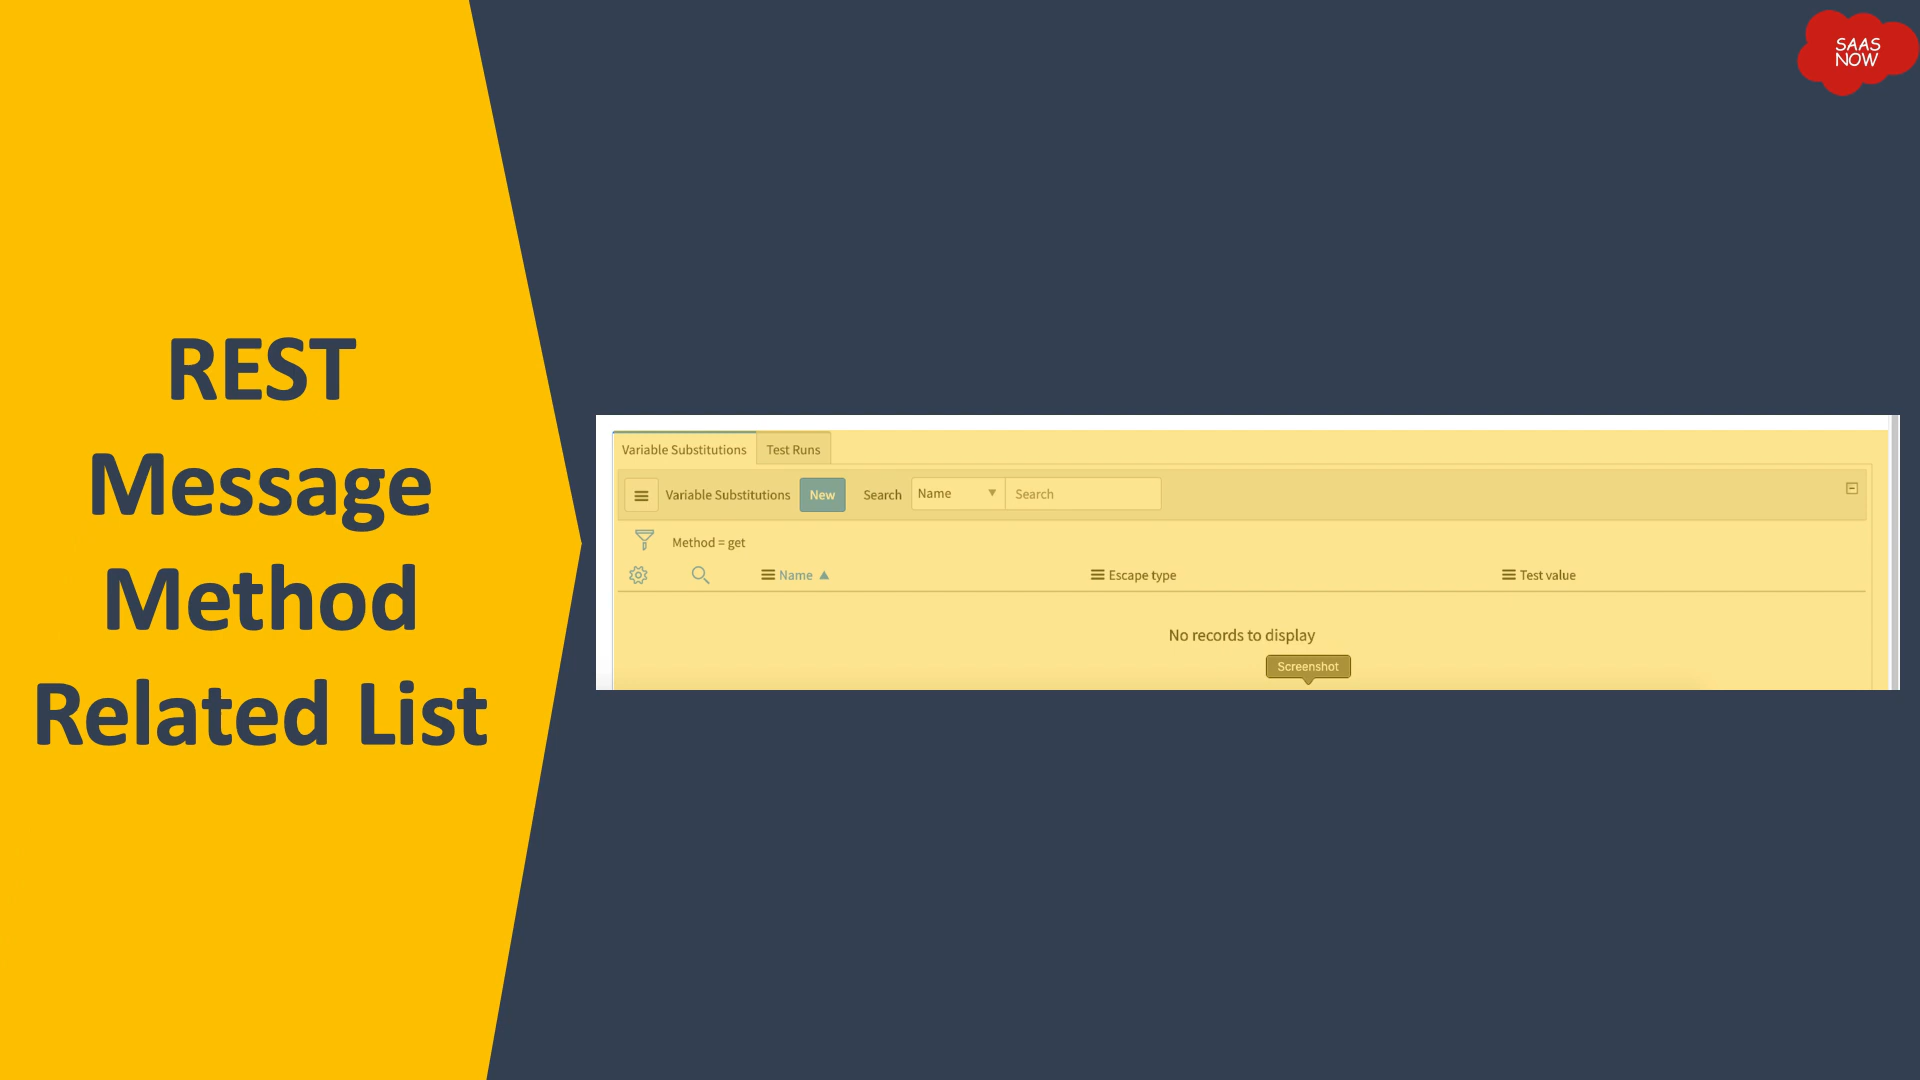 REST
Message
Method
Related List
SAAS
NOW
Variable Substitutions Test Runs
Variable Substitutions New Search Name Search
Method = get
Name Escape type Test value
No records to display
Screenshot